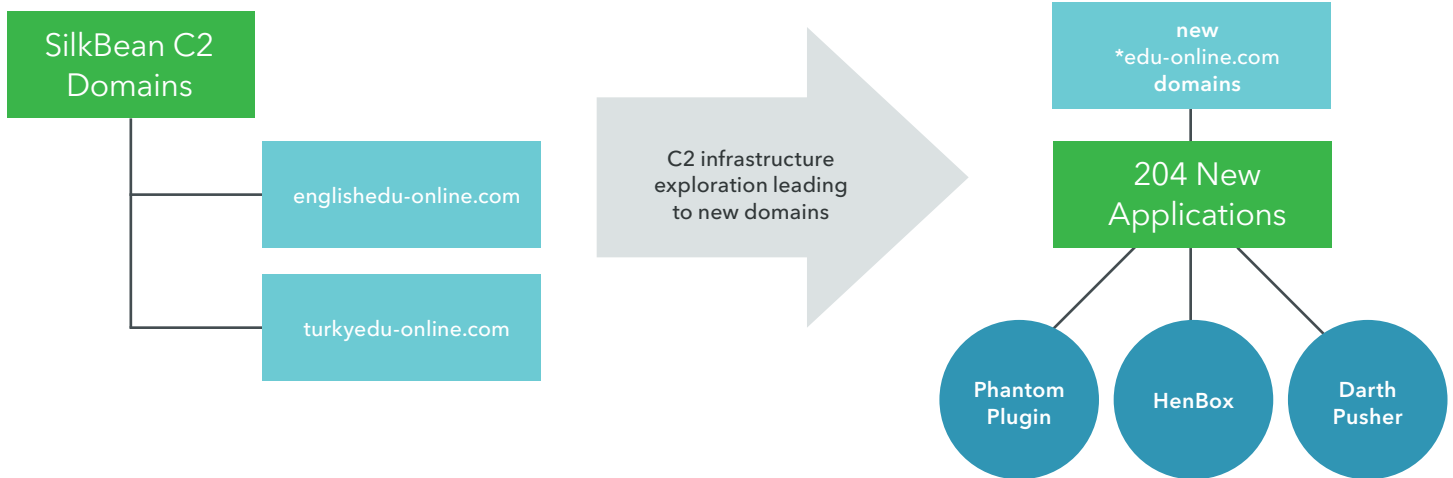 SilkBean C2
Domains
englishedu-online.com
turkyedu-online.com
C2 infrastructure
exploration leading
to new domains
new
*edu-online.com
domains
204 New
Applications
Phantom
Plugin
HenBox
Darth
Pusher